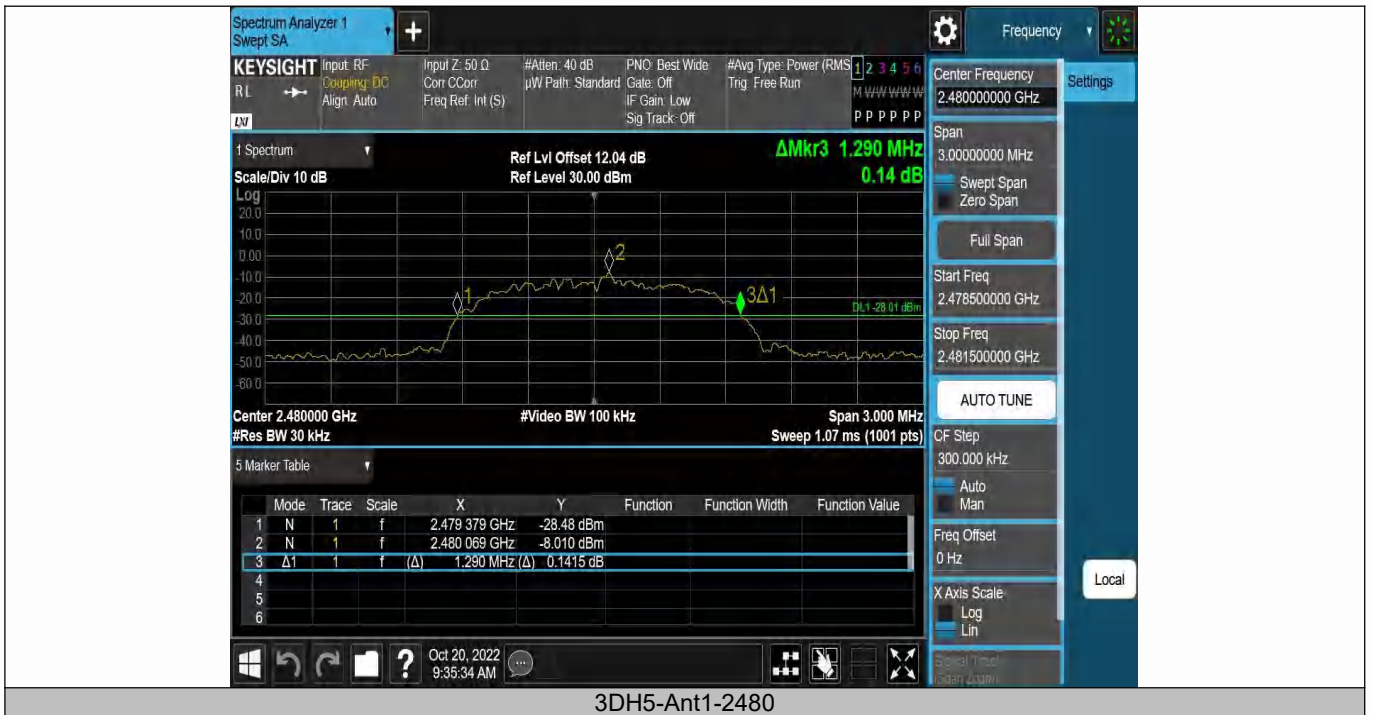 Spectrum Analyzer 1
Swept SA
+
Frequency
KEYSIGHT
RL
LXI
Input: RF
Coupling: DC
Align: Auto
Input Z: 50 Ω
Corr CCorr
Freq Ref: Int (S)
#Atten: 40 dB
µW Path: Standard
PNO: Best Wide
Gate: Off
IF Gain: Low
Sig Track: Off
#Avg Type: Power (RMS
Trig: Free Run
1 2 3 4 5 6
M W W W W W
P P P P P P
1 Spectrum
Scale/Div 10 dB
Ref Lvl Offset 12.04 dB
Ref Level 30.00 dBm
ΔMkr3 1.290 MHz
0.14 dB
Log
20.0
10.0
0.00
-10.0
-20.0
-30.0
-40.0
-50.0
-60.0
1
2
3Δ1
DL1 -28.01 dBm
Center 2.480000 GHz
#Video BW 100 kHz
Span 3.000 MHz
#Res BW 30 kHz
Sweep 1.07 ms (1001 pts)
5 Marker Table
Mode Trace Scale X Y Function Function Width Function Value
1 N 1 f 2.479 379 GHz -28.48 dBm
2 N 1 f 2.480 069 GHz -8.010 dBm
3 Δ1 1 f (Δ) 1.290 MHz (Δ) 0.1415 dB
4
5
6
?
Oct 20, 2022
9:35:34 AM
Center Frequency
2.480000000 GHz
Settings
Span
3.00000000 MHz
Swept Span
Zero Span
Full Span
Start Freq
2.478500000 GHz
Stop Freq
2.481500000 GHz
AUTO TUNE
CF Step
300.000 kHz
Auto
Man
Freq Offset
0 Hz
X Axis Scale
Log
Lin
Local
Signal Track
(Span Zoom)
3DH5-Ant1-2480